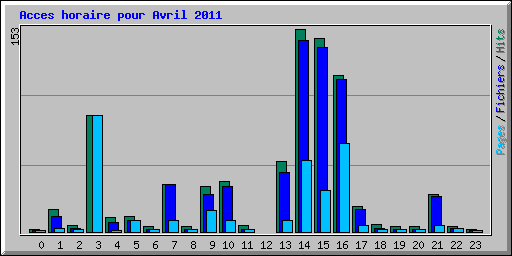 Acces horaire pour Avril 2011
153
Pages / Fichiers / Hits
0 1 2 3 4 5 6 7 8 9 10 11 12 13 14 15 16 17 18 19 20 21 22 23